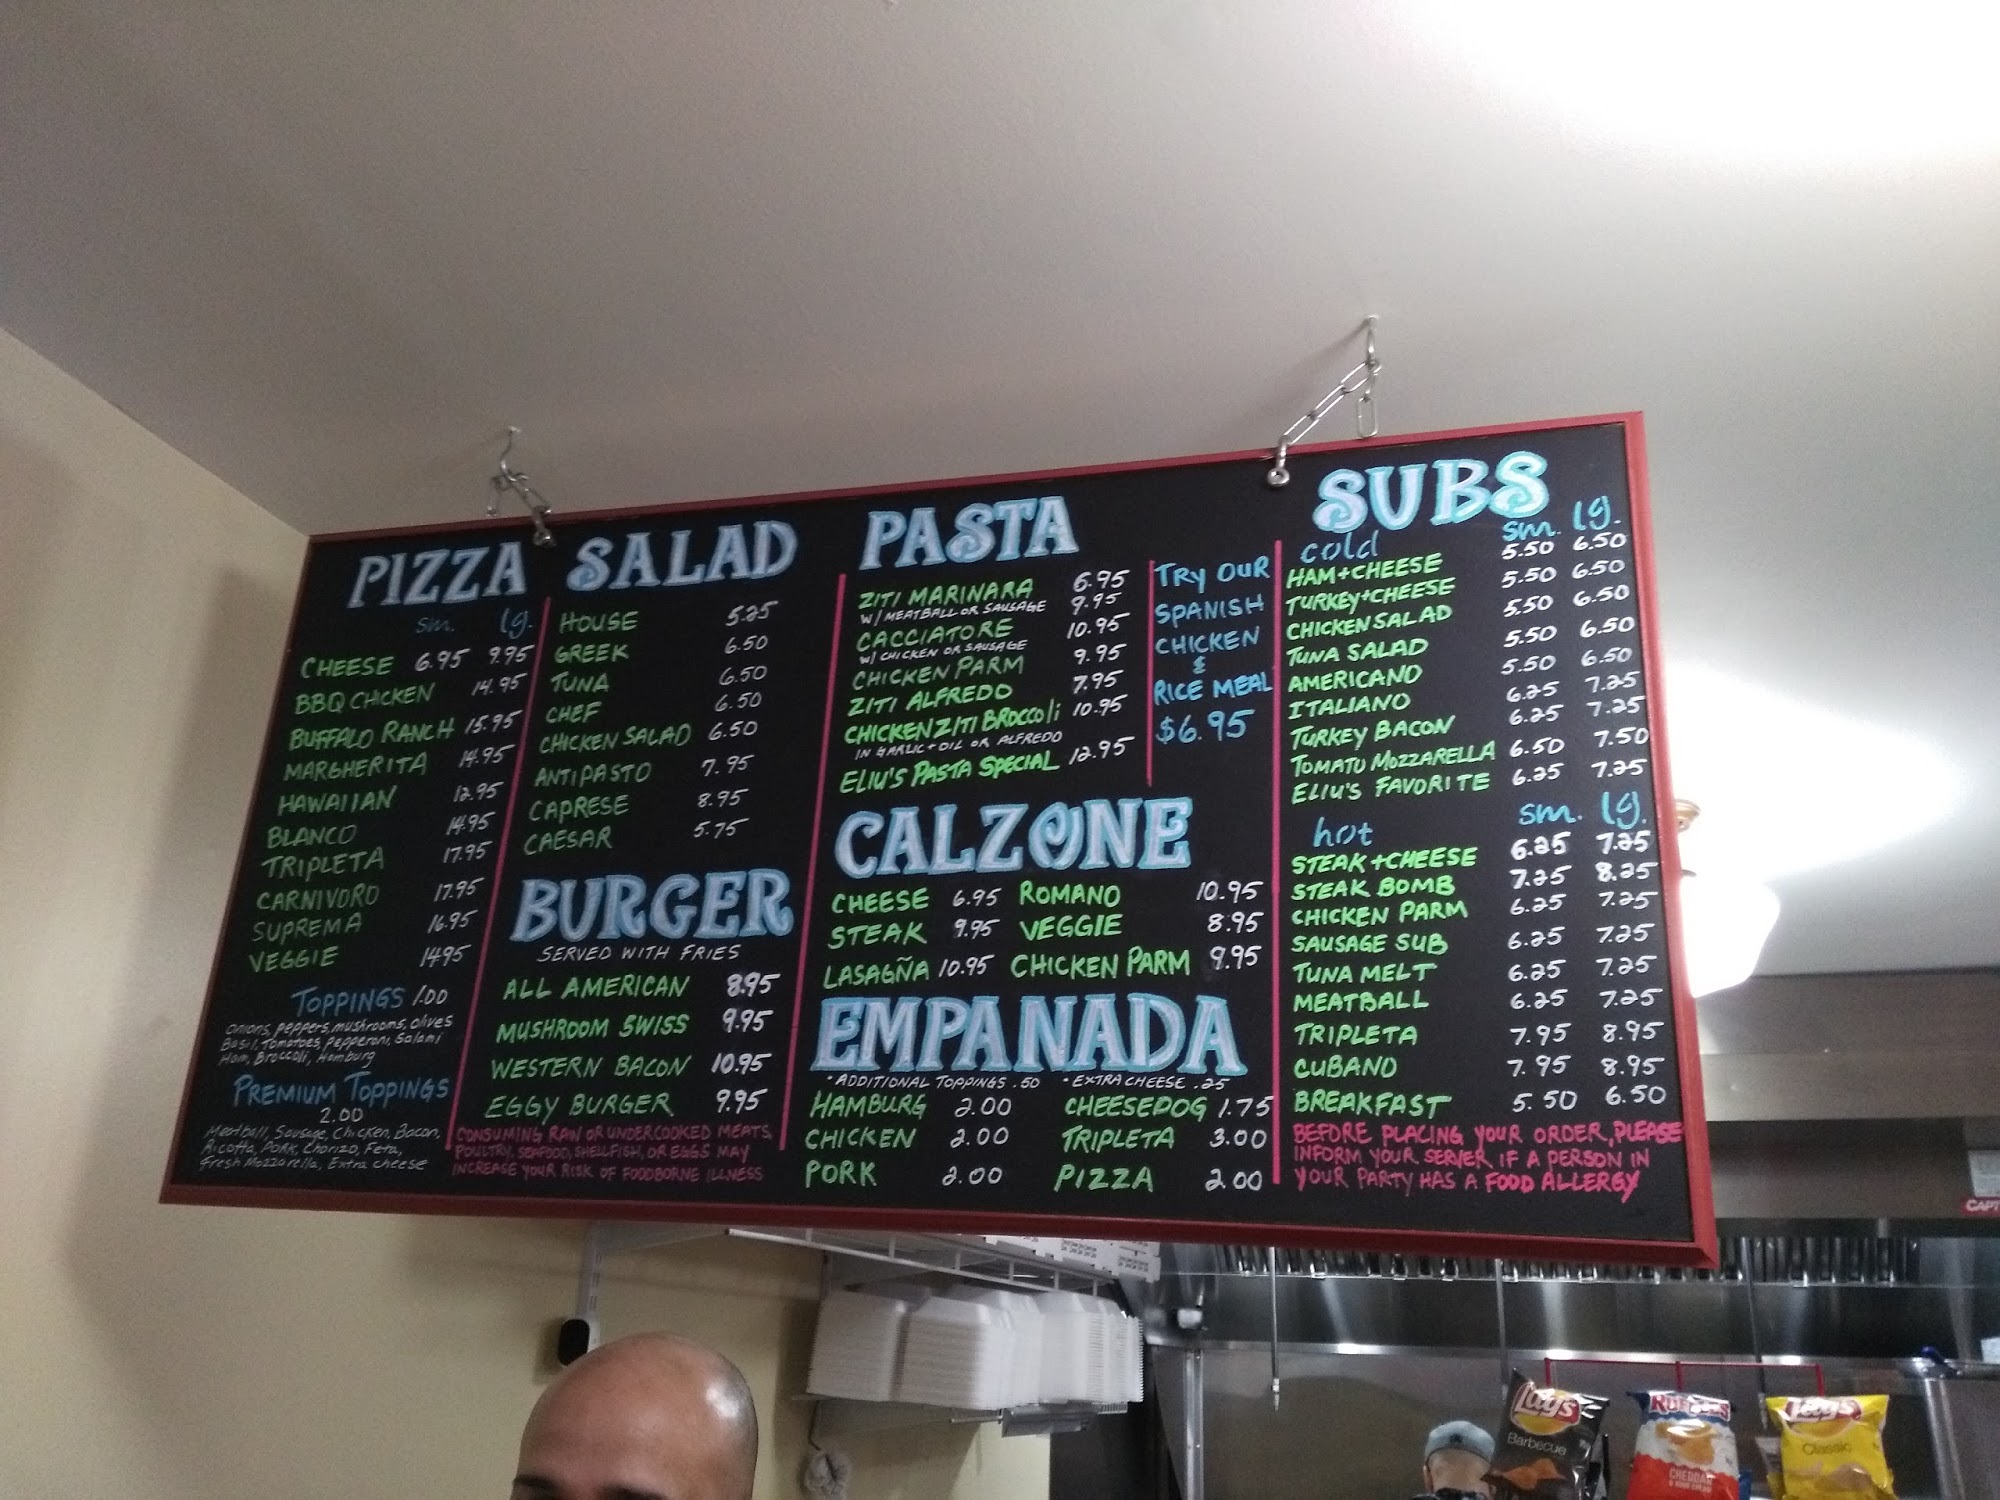 PIZZA
sm. lg.
CHEESE 6.95 9.95
BBQ CHICKEN 14.95
BUFFALO RANCH 15.95
MARGHERITA 14.95
HAWAIIAN 12.95
BLANCO 14.95
TRIPLETA 17.95
CARNIVORO 17.95
SUPREMA 16.95
VEGGIE 14.95
TOPPINGS 1.00
Onions, peppers, mushrooms, olives
Basil, Tomatoes, pepperoni, Salami
Ham, Broccoli, Hamburg
PREMIUM TOPPINGS
2.00
Meatball, Sausage, Chicken, Bacon,
Ricotta, Pork, Chorizo, Feta,
Fresh Mozzarella, Extra cheese
SALAD
HOUSE 5.25
GREEK 6.50
TUNA 6.50
CHEF 6.50
CHICKEN SALAD 6.50
ANTIPASTO 7.95
CAPRESE 8.95
CAESAR 5.75
BURGER
SERVED WITH FRIES
ALL AMERICAN 8.95
MUSHROOM SWISS 9.95
WESTERN BACON 10.95
EGGY BURGER 9.95
CONSUMING RAW OR UNDERCOOKED MEATS,
POULTRY, SEAFOOD, SHELLFISH, OR EGGS MAY
INCREASE YOUR RISK OF FOODBORNE ILLNESS
PASTA
ZITI MARINARA 6.95
W/ MEATBALL OR SAUSAGE 9.95
CACCIATORE 10.95
W/ CHICKEN OR SAUSAGE
CHICKEN PARM 9.95
ZITI ALFREDO 7.95
CHICKEN ZITI BROCCOli 10.95
IN GARLIC + OIL OR ALFREDO
ELIU'S PASTA SPECIAL 12.95
TRY OUR
SPANISH
CHICKEN
&
RICE MEAL
$6.95
CALZONE
CHEESE 6.95 ROMANO 10.95
STEAK 9.95 VEGGIE 8.95
LASAGÑA 10.95 CHICKEN PARM 9.95
EMPANADA
• ADDITIONAL TOPPINGS .50 • EXTRA CHEESE .25
HAMBURG 2.00 CHEESEDOG 1.75
CHICKEN 2.00 TRIPLETA 3.00
PORK 2.00 PIZZA 2.00
SUBS
cold sm. lg.
HAM+CHEESE 5.50 6.50
TURKEY+CHEESE 5.50 6.50
CHICKEN SALAD 5.50 6.50
TUNA SALAD 5.50 6.50
AMERICANO 5.50 6.50
ITALIANO 6.25 7.25
TURKEY BACON 6.25 7.25
TOMATO MOZZARELLA 6.50 7.50
ELIU'S FAVORITE 6.25 7.25
hot sm. lg.
STEAK+CHEESE 6.25 7.25
STEAK BOMB 7.25 8.25
CHICKEN PARM 6.25 7.25
SAUSAGE SUB 6.25 7.25
TUNA MELT 6.25 7.25
MEATBALL 6.25 7.25
TRIPLETA 7.95 8.95
CUBANO 7.95 8.95
BREAKFAST 5.50 6.50
BEFORE PLACING YOUR ORDER, PLEASE
INFORM YOUR SERVER IF A PERSON IN
YOUR PARTY HAS A FOOD ALLERGY
Lay's
Barbecue
RUFFLES
CHEDDAR
& SOUR CREAM
Lay's
Classic